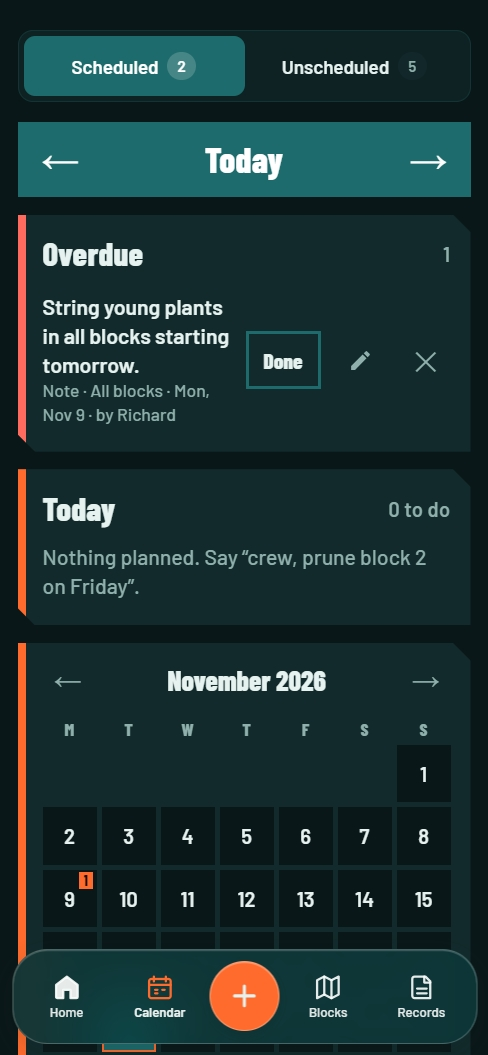 Scheduled 2 Unscheduled 5
← Today →
Overdue 1
String young plants
in all blocks starting
tomorrow.
Done
Note · All blocks · Mon,
Nov 9 · by Richard
Today 0 to do
Nothing planned. Say “crew, prune block 2
on Friday”.
← November 2026 →
M T W T F S S
1
2 3 4 5 6 7 8
1
9 10 11 12 13 14 15
Home Calendar + Blocks Records